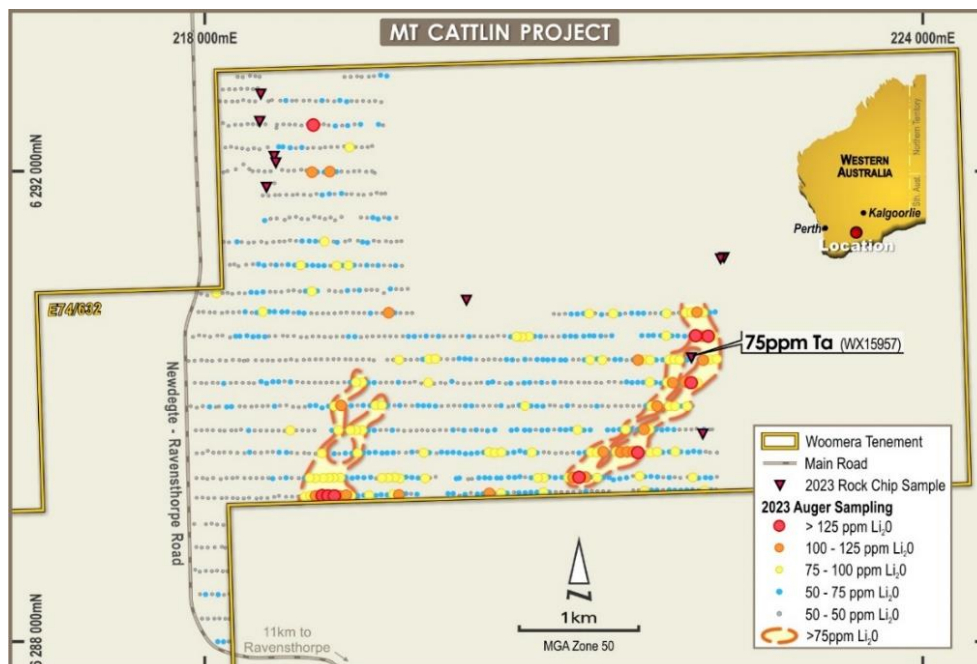 MT CATTLIN PROJECT
218 000mE
224 000mE
6 292 000mN
6 288 000mN
E74/632
Newdegte - Ravensthorpe Road
11km to
Ravensthorpe
75ppm Ta (WX15957)
WESTERN
AUSTRALIA
Northern Territory
Sth. Aust.
Kalgoorlie
Perth
Location
N
1km
MGA Zone 50
Woomera Tenement
Main Road
2023 Rock Chip Sample
2023 Auger Sampling
> 125 ppm Li₂0
100 - 125 ppm Li₂0
75 - 100 ppm Li₂0
50 - 75 ppm Li₂0
50 - 50 ppm Li₂0
>75ppm Li₂0